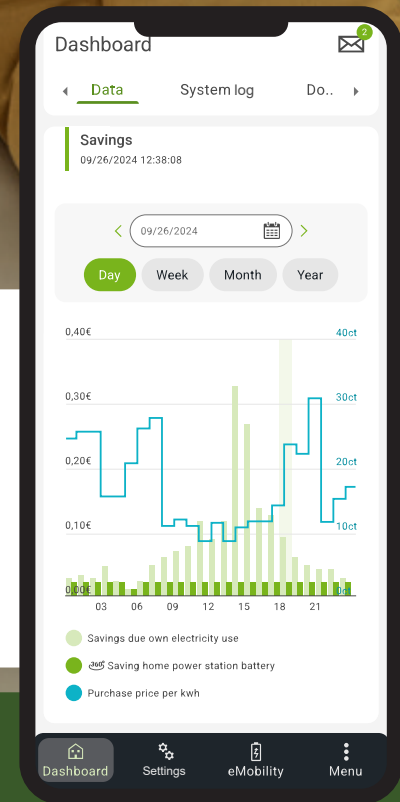 Dashboard
2
Data
System log
Do..
Savings
09/26/2024 12:38:08
09/26/2024
Day
Week
Month
Year
0,40€
40ct
0,30€
30ct
0,20€
20ct
0,10€
10ct
0,00€
0ct
03 06 09 12 15 18 21
Savings due own electricity use
360° Saving home power station battery
Purchase price per kwh
Dashboard
Settings
eMobility
Menu